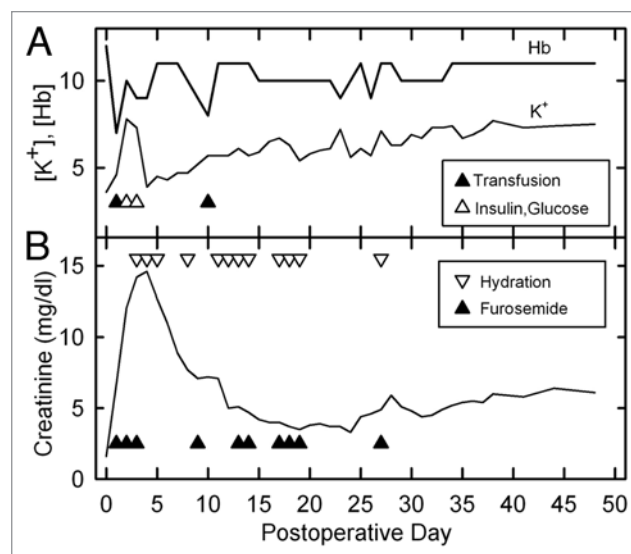 A
Hb
K+
[K+], [Hb]
10
5
Transfusion
Insulin,Glucose
B
15
10
5
0
Creatinine (mg/dl)
Hydration
Furosemide
0 5 10 15 20 25 30 35 40 45 50
Postoperative Day